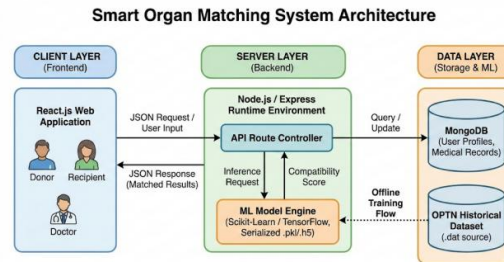 Smart Organ Matching System Architecture
CLIENT LAYER
(Frontend)
SERVER LAYER
(Backend)
DATA LAYER
(Storage & ML)
React.js Web
Application
Donor
Recipient
Doctor
JSON Request /
User Input
JSON Response
(Matched Results)
Node.js / Express
Runtime Environment
API Route Controller
Inference
Request
Compatibility
Score
ML Model Engine
(Scikit-Learn / TensorFlow,
Serialized .pkl/.h5)
Query /
Update
Offline
Training
Flow
MongoDB
(User Profiles,
Medical Records)
OPTN Historical
Dataset
(.dat source)